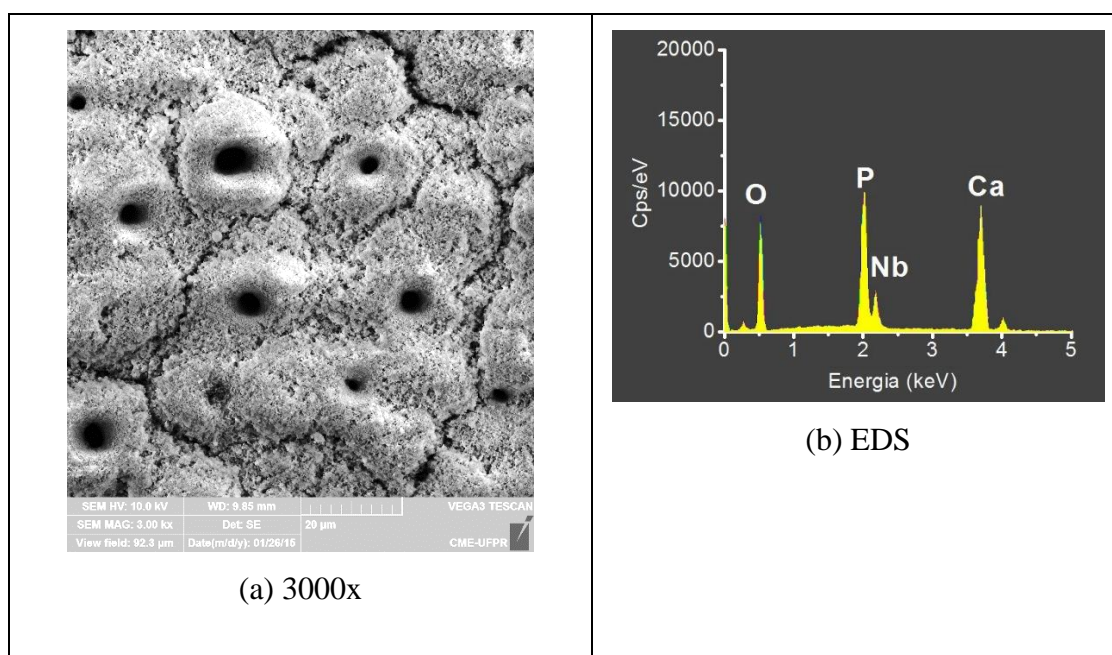 SEM HV: 10.0 kV WD: 9.85 mm VEGA3 TESCAN
SEM MAG: 3.00 kx Det: SE 20 µm
View field: 92.3 µm Date(m/d/y): 01/26/15 CME-UFPR
(a) 3000x
20000
15000
10000
5000
0
Cps/eV
O
P
Nb
Ca
0 1 2 3 4 5
Energia (keV)
(b) EDS